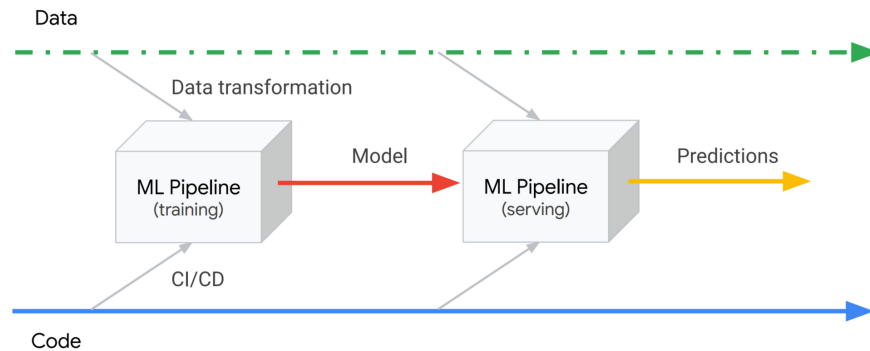 Data
Data transformation
Model
Predictions
ML Pipeline
(training)
ML Pipeline
(serving)
CI/CD
Code